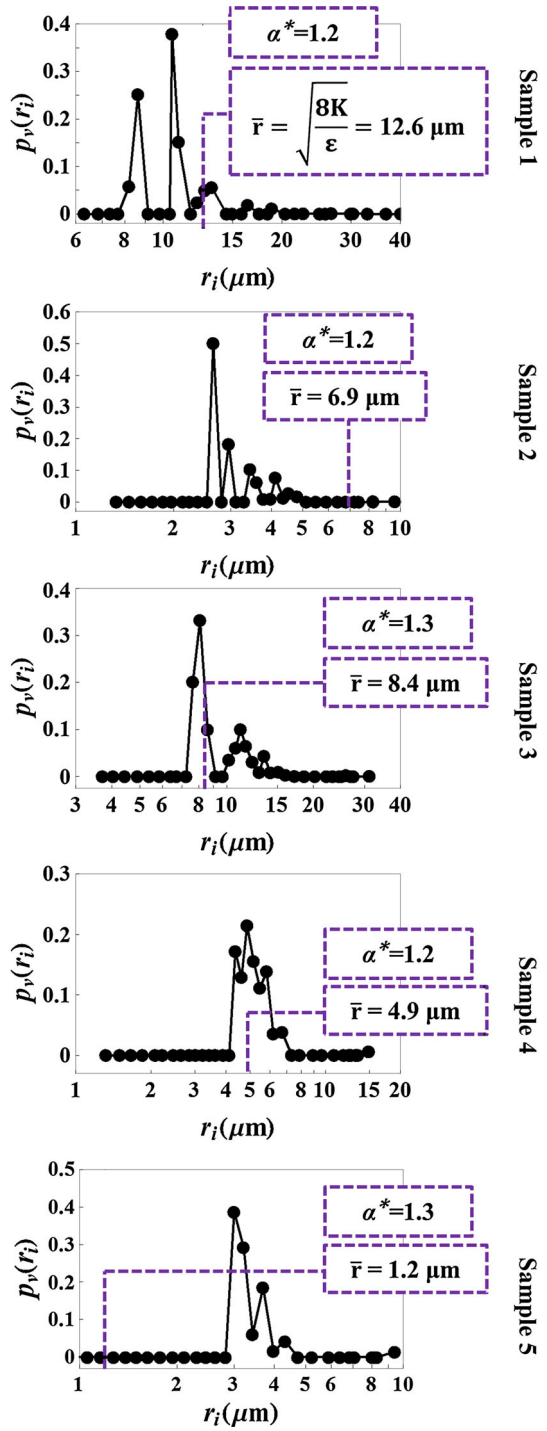 0.4
0.3
0.2
0.1
0
p_v(r_i)
α*=1.2
r̄ = √(8K/ε) = 12.6 μm
Sample 1
6 8 10 15 20 30 40
r_i(μm)
0.6
0.5
0.4
0.3
0.2
0.1
0
p_v(r_i)
α*=1.2
r̄ = 6.9 μm
Sample 2
1 2 3 4 5 6 8 10
r_i(μm)
0.4
0.3
0.2
0.1
0
p_v(r_i)
α*=1.3
r̄ = 8.4 μm
Sample 3
3 4 5 6 8 10 15 20 30 40
r_i(μm)
0.3
0.2
0.1
0
p_v(r_i)
α*=1.2
r̄ = 4.9 μm
Sample 4
1 2 3 4 5 6 8 10 15 20
r_i(μm)
0.5
0.4
0.3
0.2
0.1
0
p_v(r_i)
α*=1.3
r̄ = 1.2 μm
Sample 5
1 2 3 4 5 6 8 10
r_i(μm)